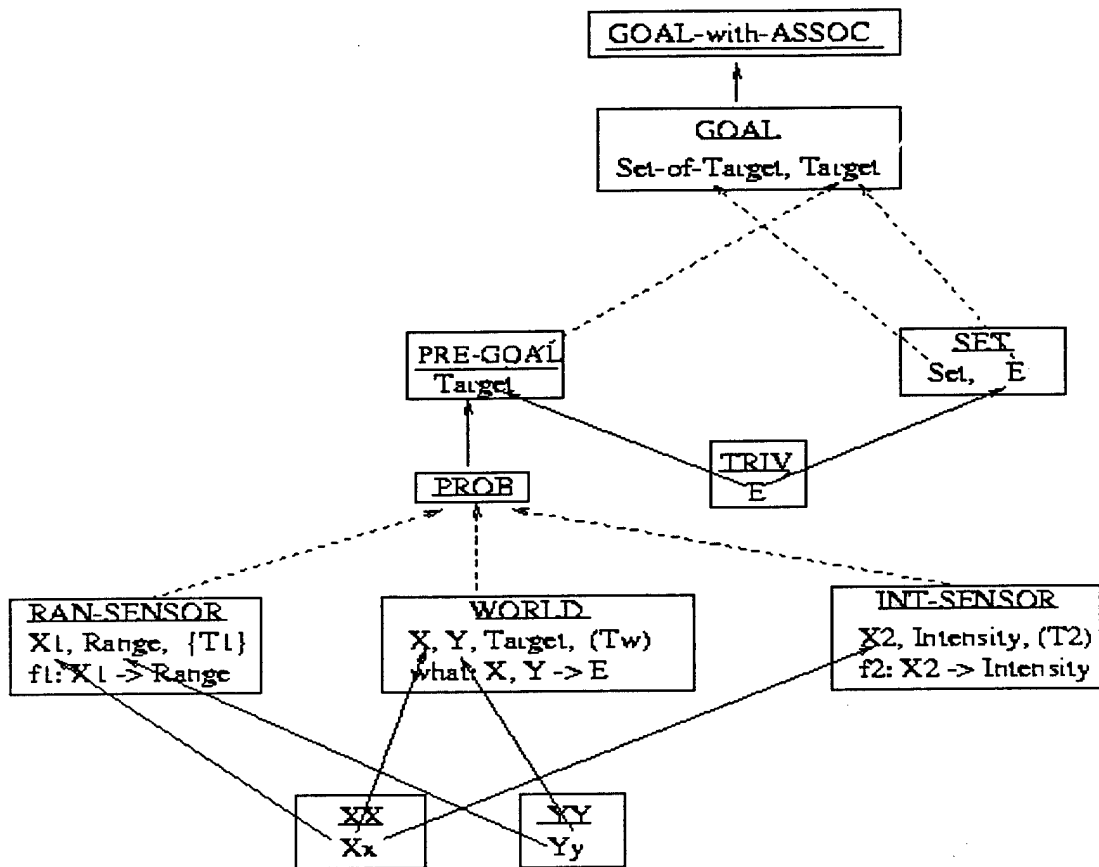 GOAL-with-ASSOC
GOAL
Set-of-Target, Target
PRE-GOAL
Target
SET
Set, E
TRIV
E
PROB
RAN-SENSOR
X1, Range, {T1}
f1: X1 -> Range
WORLD
X, Y, Target, (Tw)
what: X, Y -> E
INT-SENSOR
X2, Intensity, (T2)
f2: X2 -> Intensity
XX
Xx
YY
Yy